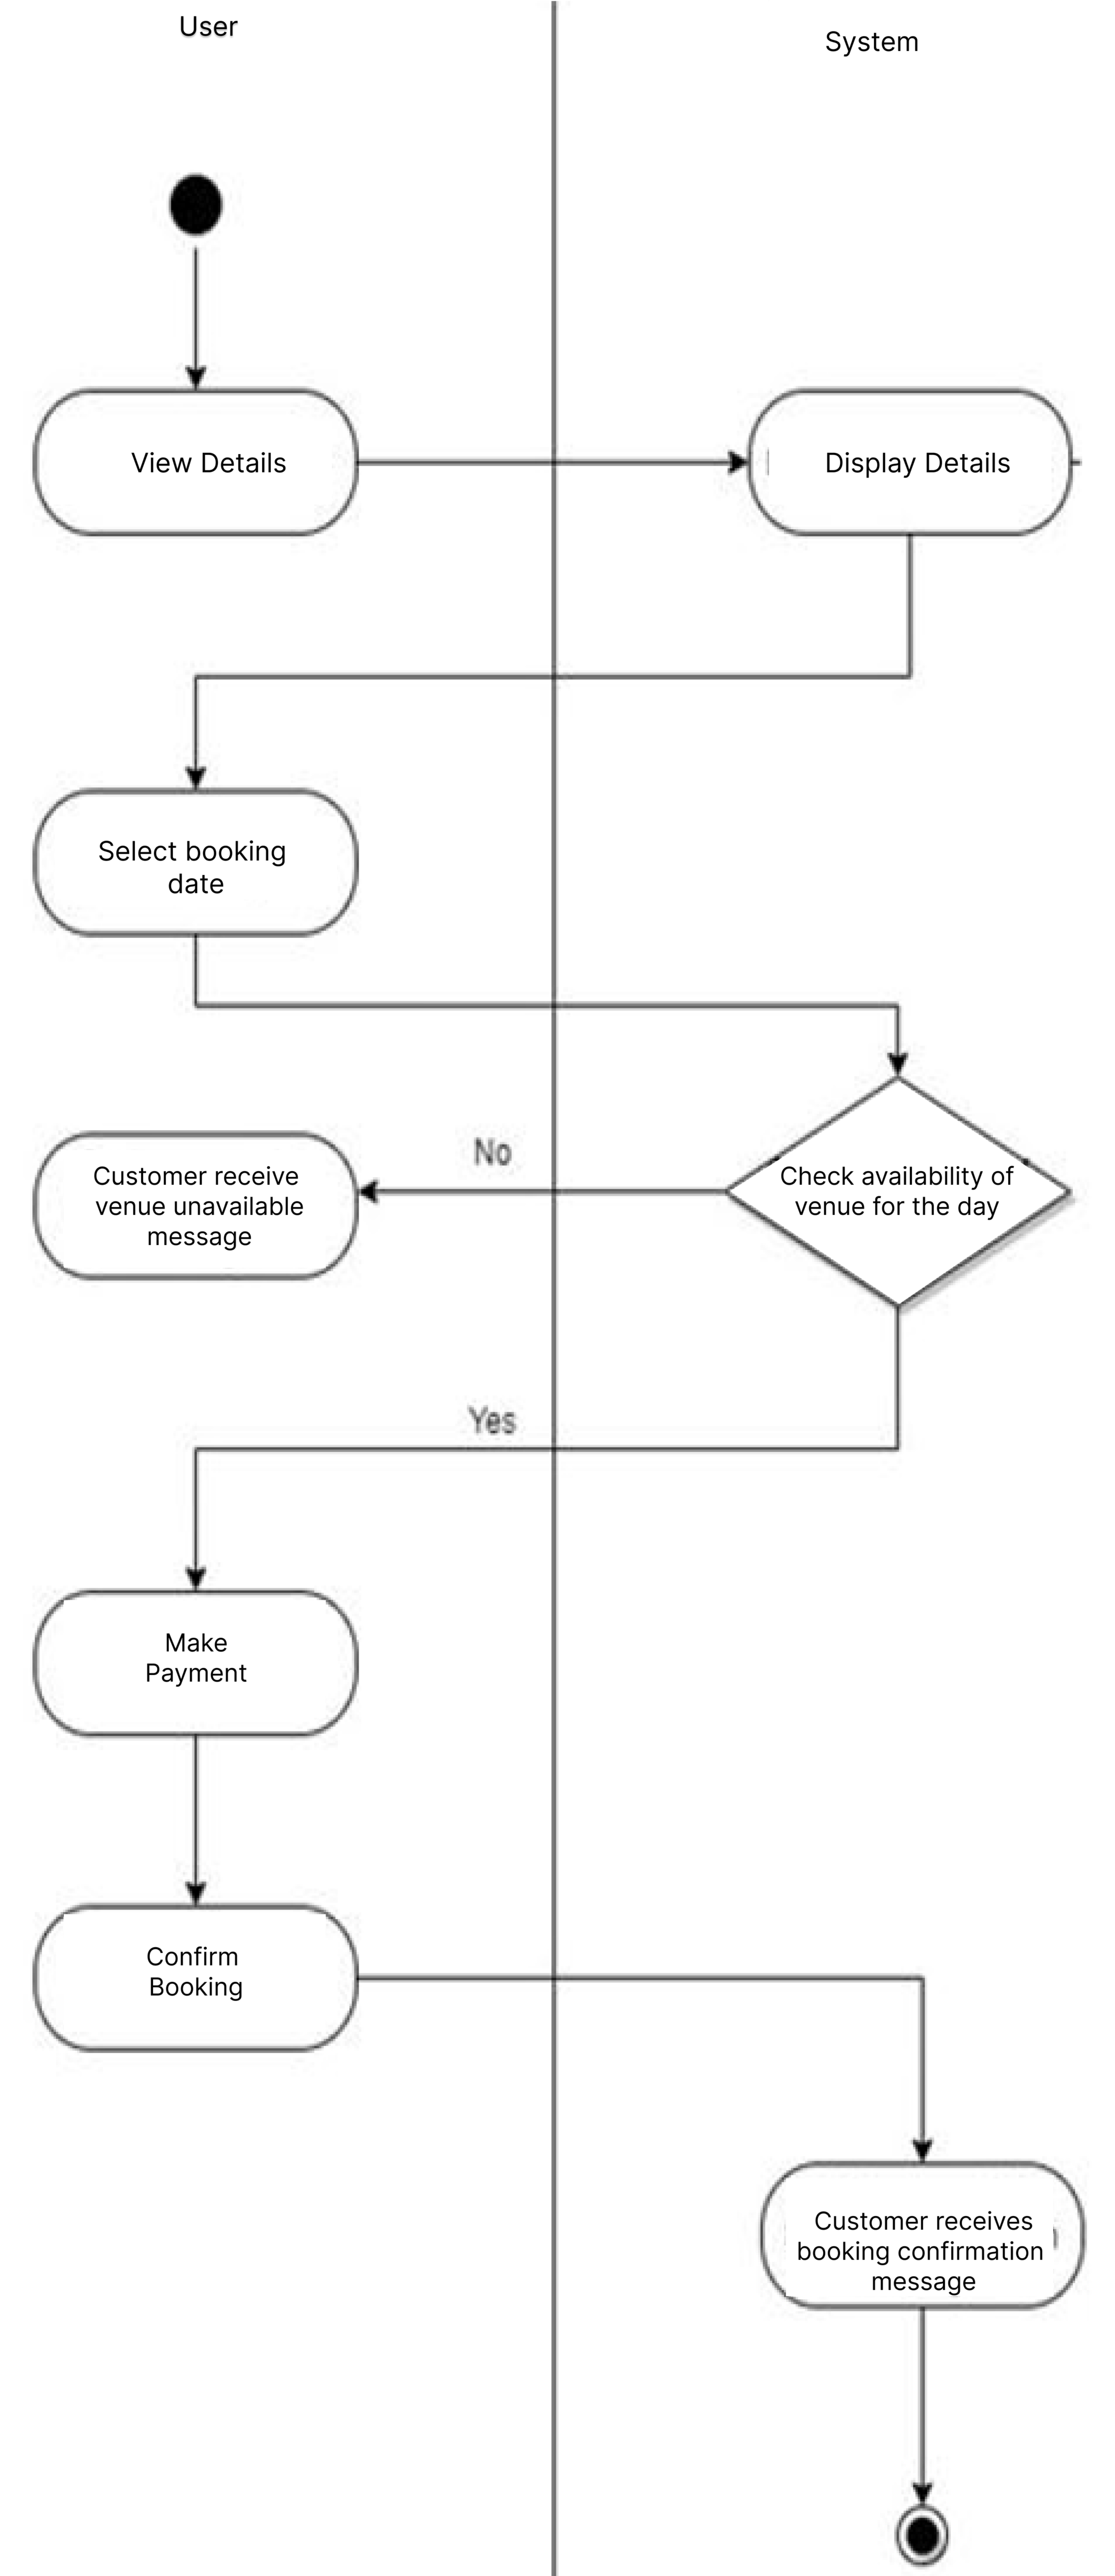 User
System
View Details
Display Details
Select booking
date
Customer receive
venue unavailable
message
No
Check availability of
venue for the day
Yes
Make
Payment
Confirm
Booking
Customer receives
booking confirmation
message